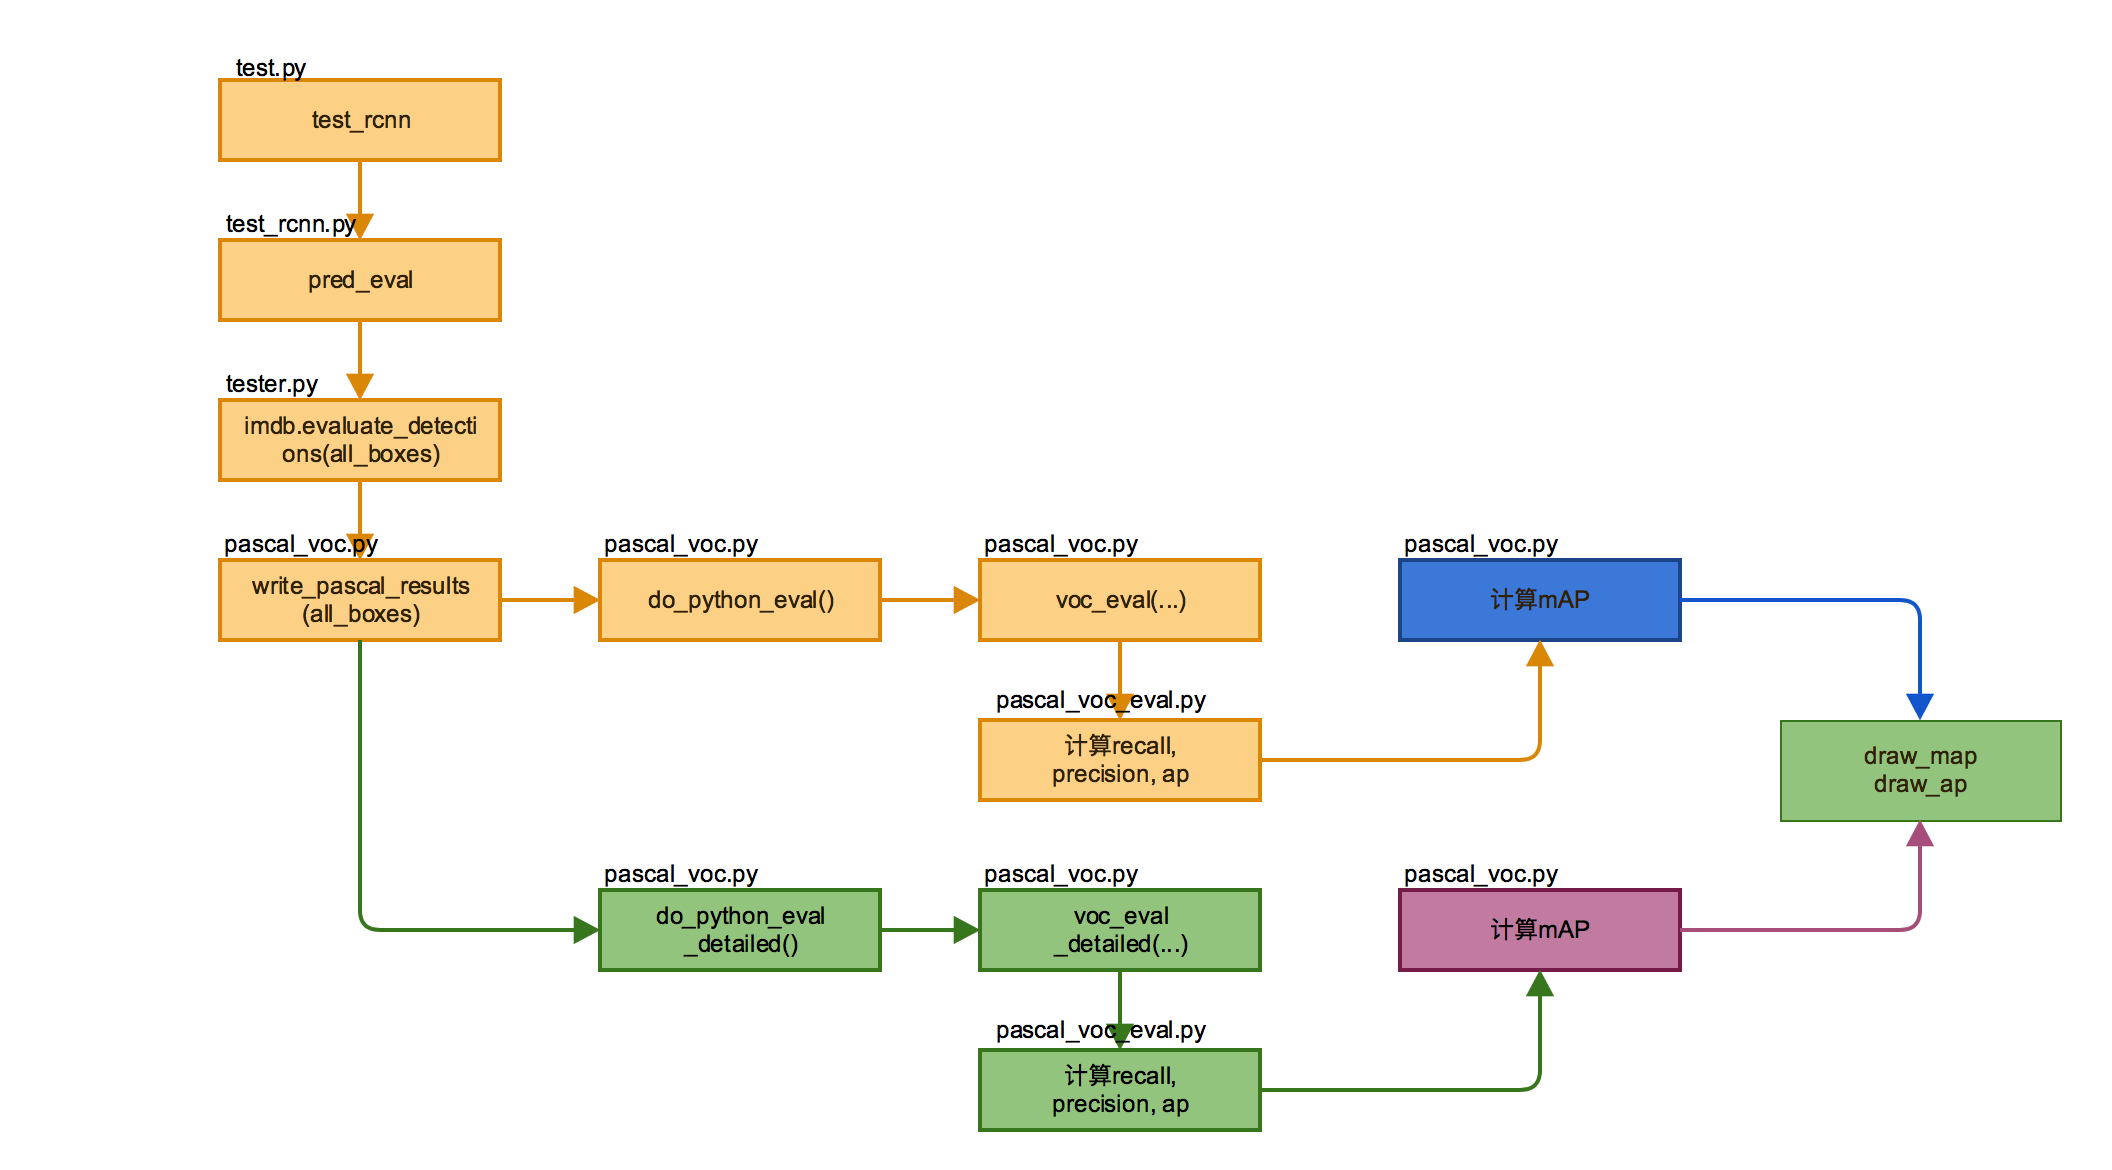 test.py
test_rcnn
test_rcnn.py
pred_eval
tester.py
imdb.evaluate_detecti
ons(all_boxes)
pascal_voc.py
write_pascal_results
(all_boxes)
pascal_voc.py
do_python_eval()
pascal_voc.py
voc_eval(...)
pascal_voc_eval.py
计算recall,
precision, ap
pascal_voc.py
计算mAP
draw_map
draw_ap
pascal_voc.py
do_python_eval
_detailed()
pascal_voc.py
voc_eval
_detailed(...)
pascal_voc_eval.py
计算recall,
precision, ap
pascal_voc.py
计算mAP